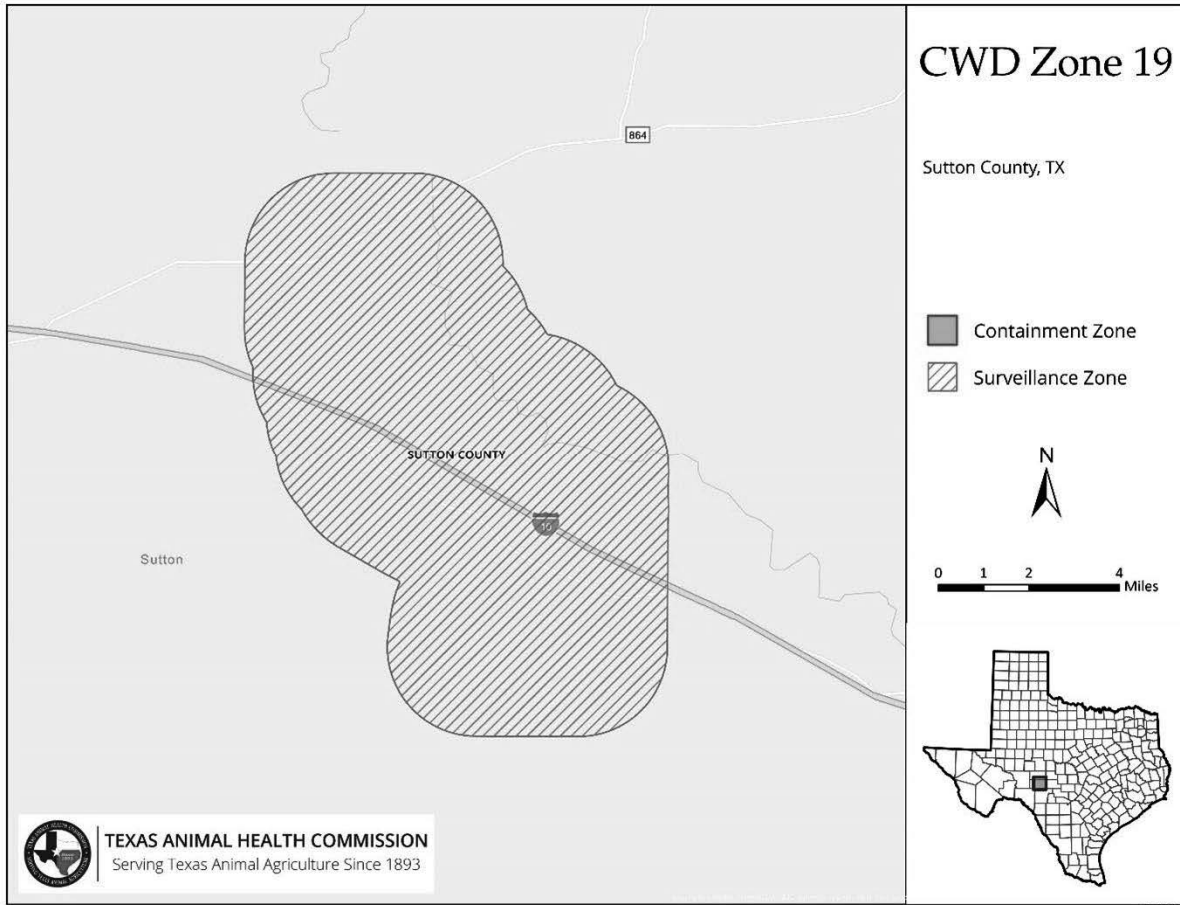 CWD Zone 19
Sutton County, TX
Containment Zone
Surveillance Zone
N
0 1 2 4
Miles
864
SUTTON COUNTY
10
Sutton
TEXAS ANIMAL HEALTH COMMISSION
Serving Texas Animal Agriculture Since 1893